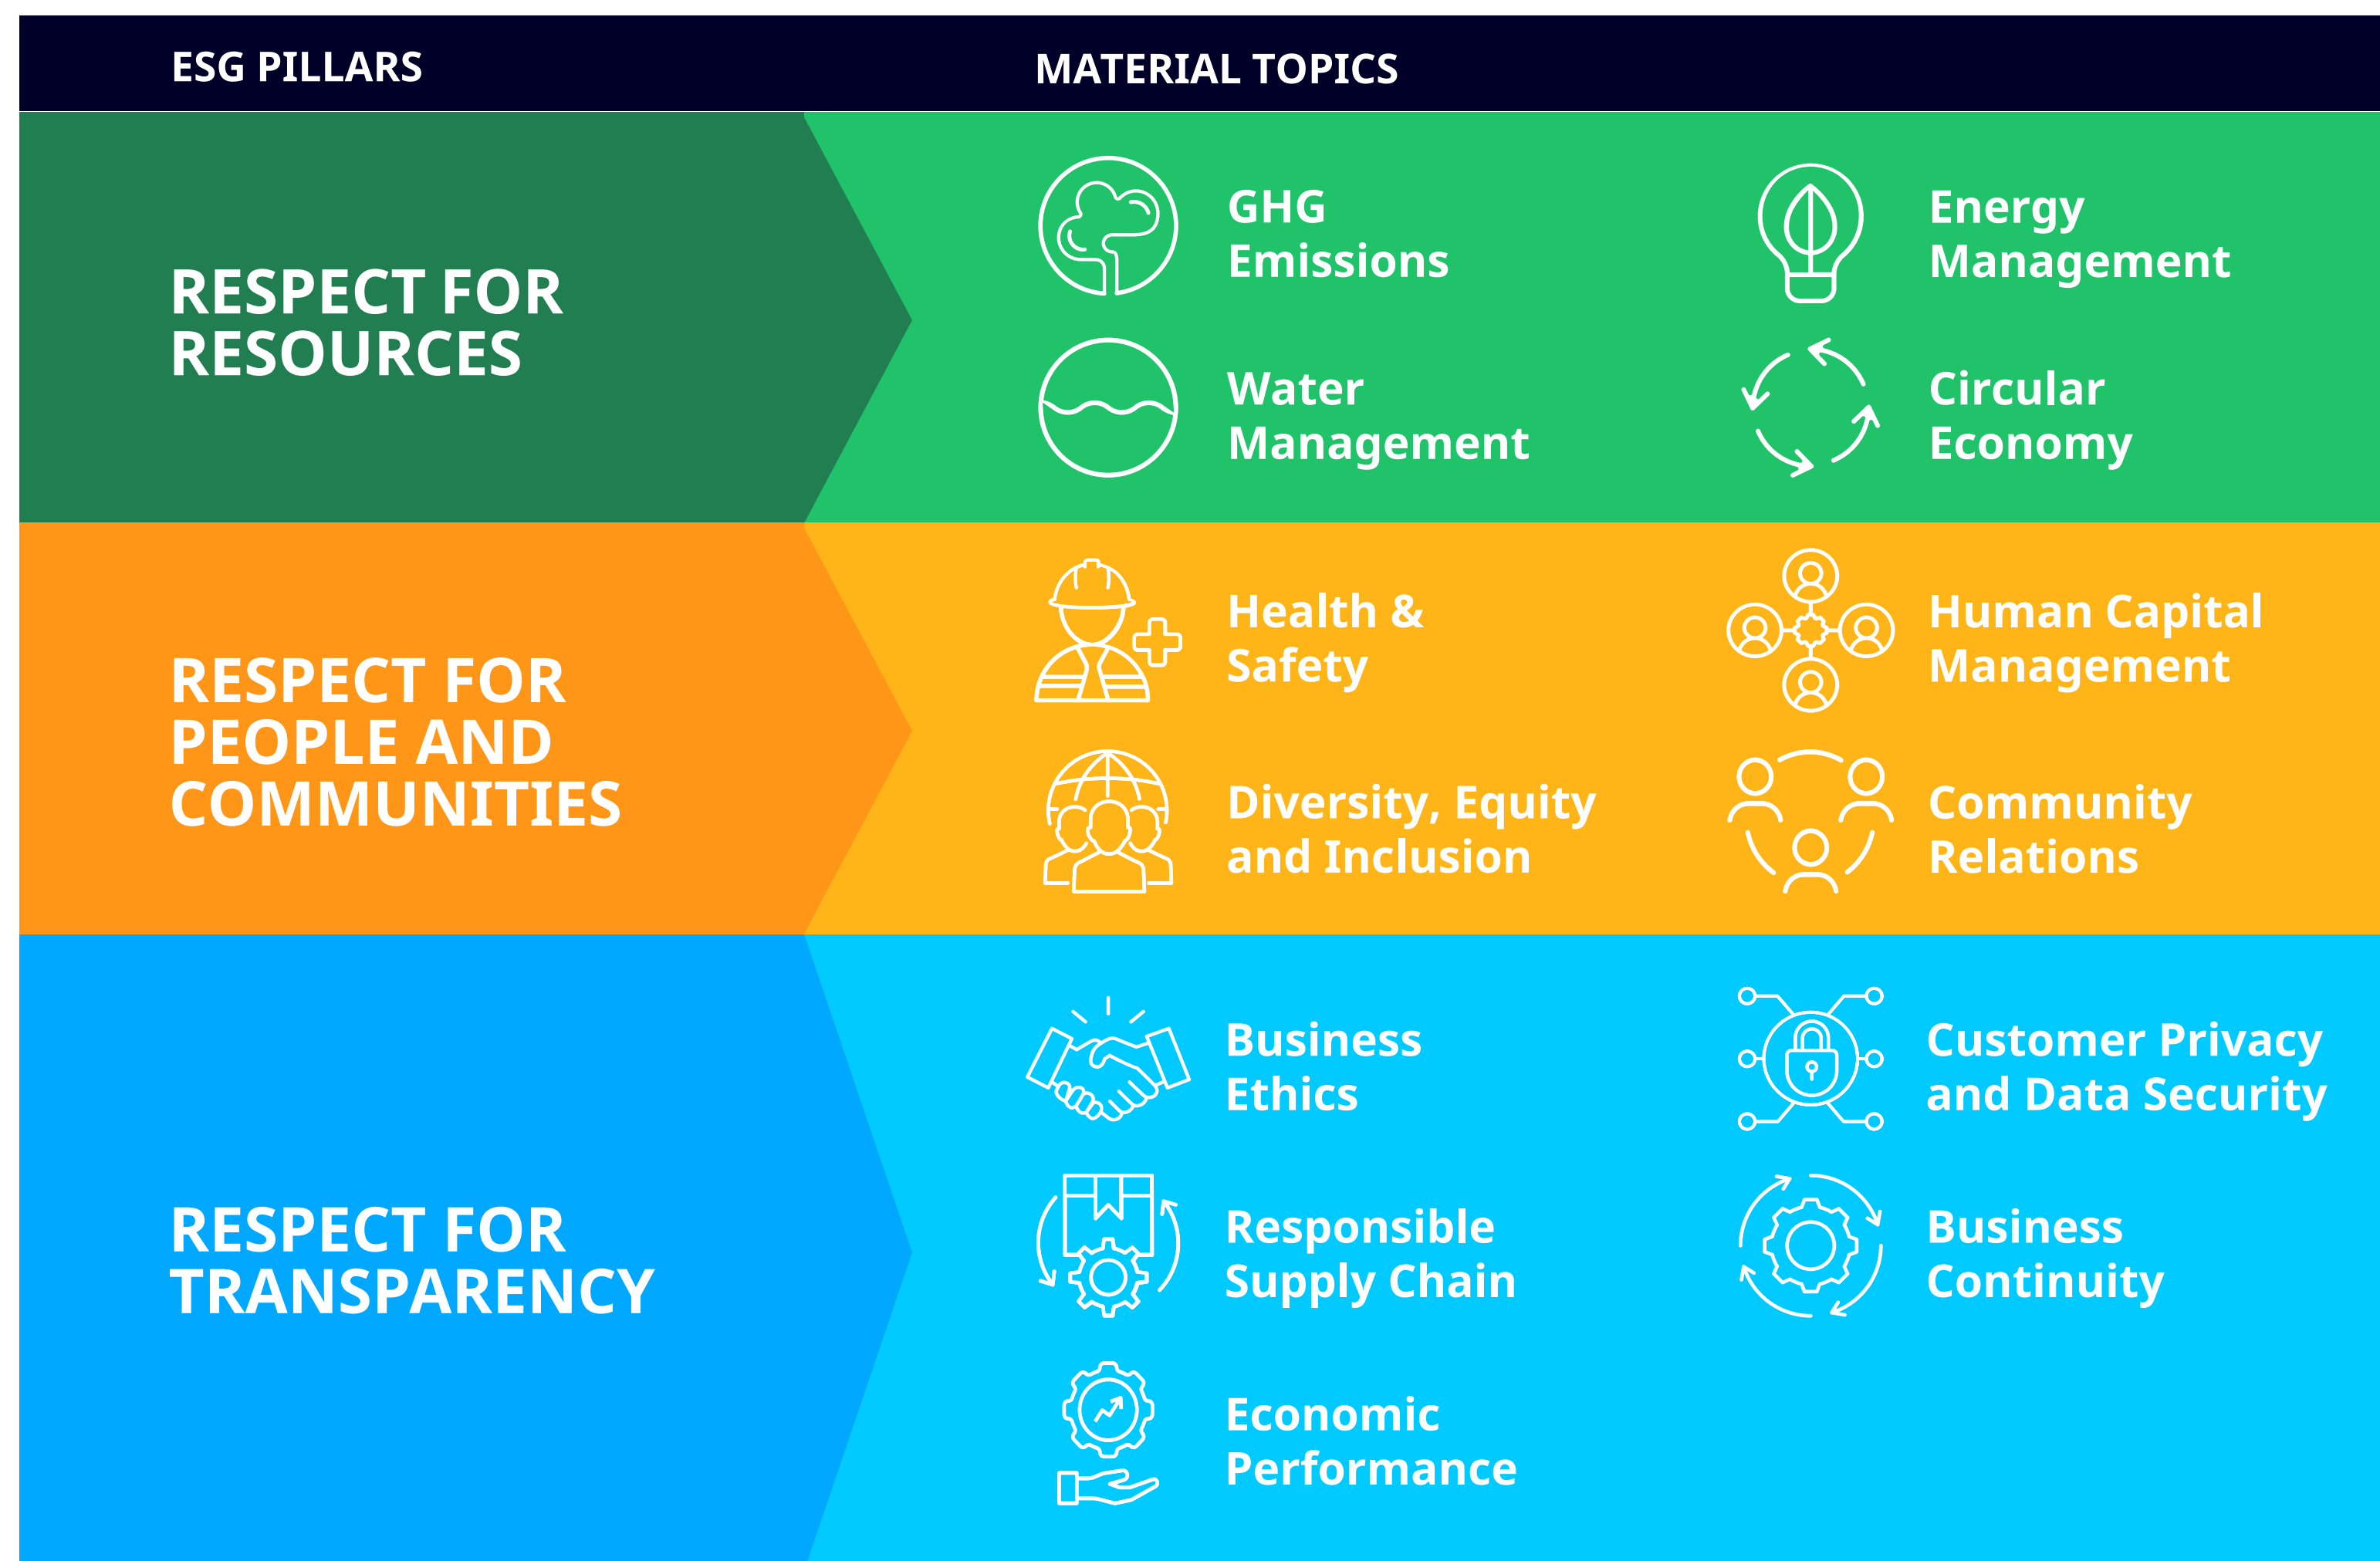 ESG PILLARS
MATERIAL TOPICS
RESPECT FOR
RESOURCES
GHG
Emissions
Energy
Management
Water
Management
Circular
Economy
RESPECT FOR
PEOPLE AND
COMMUNITIES
Health &
Safety
Human Capital
Management
Diversity, Equity
and Inclusion
Community
Relations
RESPECT FOR
TRANSPARENCY
Business
Ethics
Customer Privacy
and Data Security
Responsible
Supply Chain
Business
Continuity
Economic
Performance